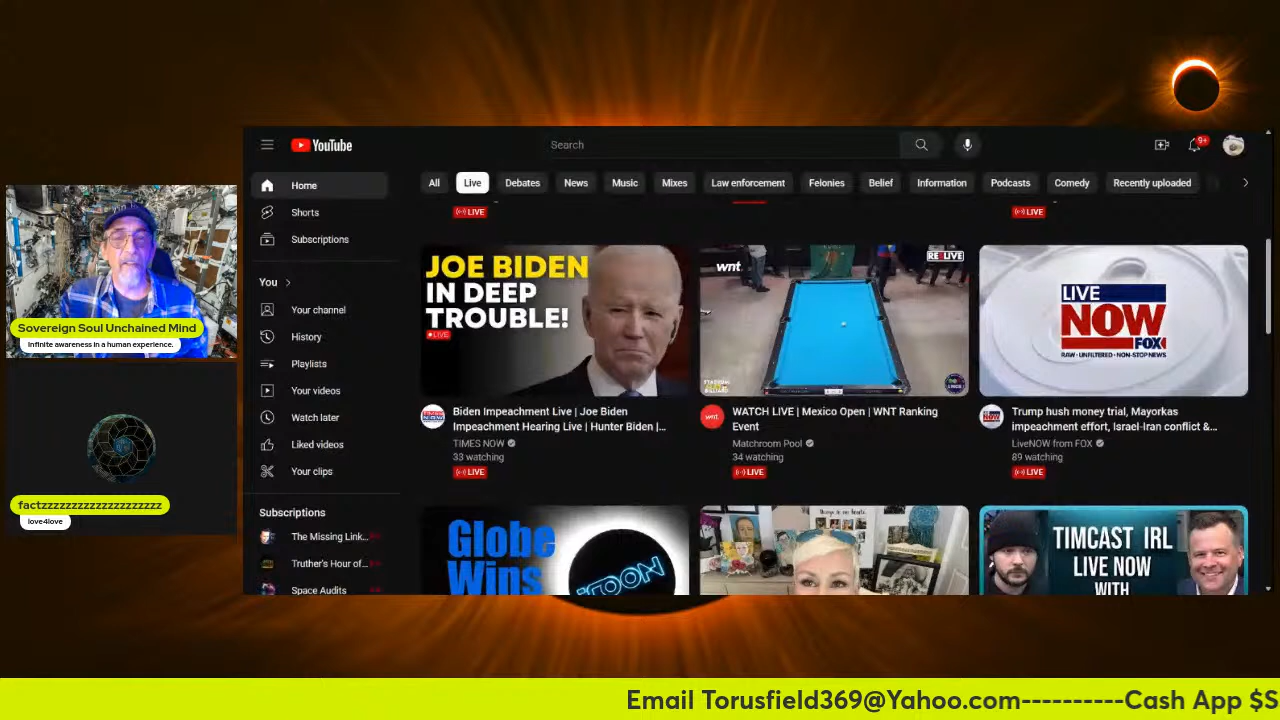 YouTube
Search
9+
Home
Shorts
Subscriptions
You
Your channel
History
Playlists
Your videos
Watch later
Liked videos
Your clips
Subscriptions
The Missing Link...
Truther's Hour of...
Space Audits
All
Live
Debates
News
Music
Mixes
Law enforcement
Felonies
Belief
Information
Podcasts
Comedy
Recently uploaded
LIVE
LIVE
JOE BIDEN
IN DEEP
TROUBLE!
LIVE
Biden Impeachment Live | Joe Biden
Impeachment Hearing Live | Hunter Biden |...
TIMES NOW
33 watching
LIVE
wnt.
RE-LIVE
wnt.
WATCH LIVE | Mexico Open | WNT Ranking
Event
Matchroom Pool
34 watching
LIVE
LIVE
NOW
FOX
RAW • UNFILTERED • NON-STOP NEWS
Trump hush money trial, Mayorkas
impeachment effort, Israel-Iran conflict &...
LiveNOW from FOX
89 watching
LIVE
Globe
Wins
MOON
TIMCAST IRL
LIVE NOW
WITH
Sovereign Soul Unchained Mind
Infinite awareness in a human experience.
factzzzzzzzzzzzzzzzzzzzz
love4love
Email Torusfield369@Yahoo.com----------Cash App $S